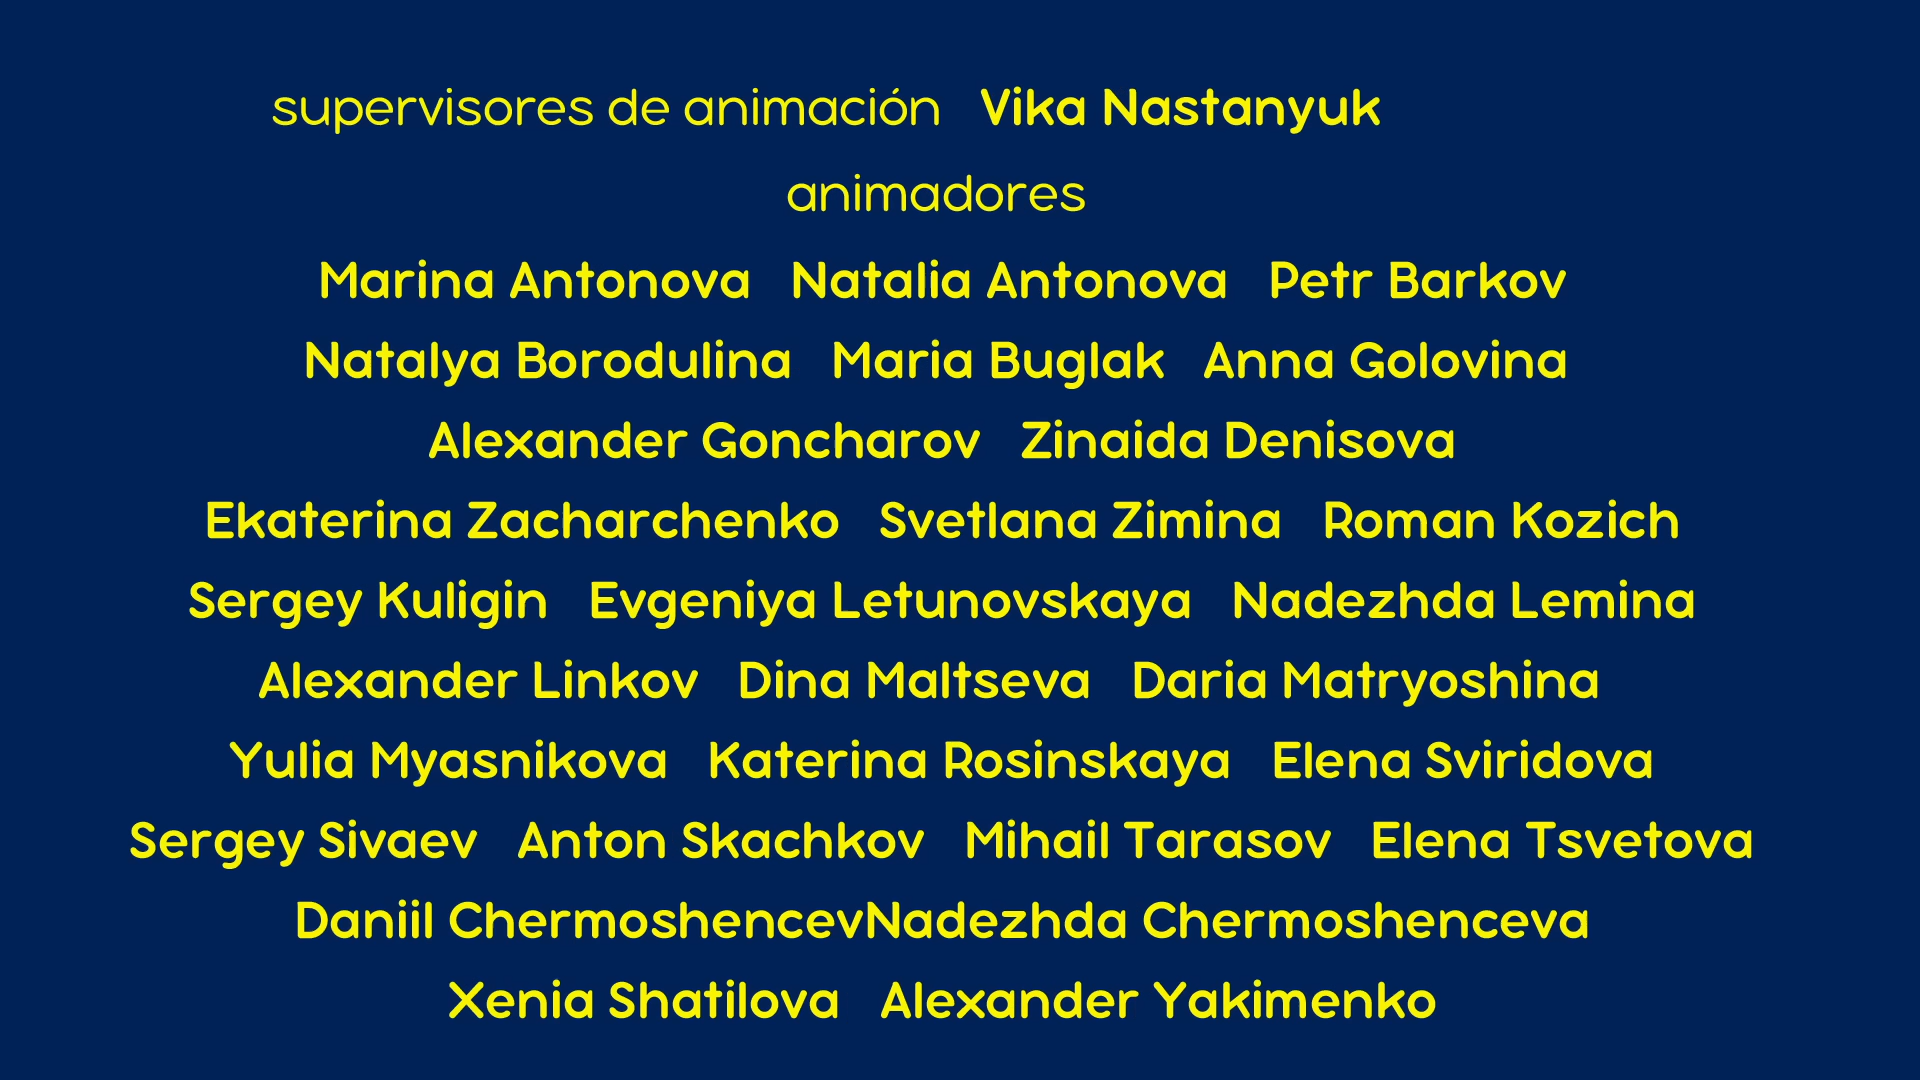 supervisores de animación Vika Nastanyuk
animadores
Marina Antonova Natalia Antonova Petr Barkov
Natalya Borodulina Maria Buglak Anna Golovina
Alexander Goncharov Zinaida Denisova
Ekaterina Zacharchenko Svetlana Zimina Roman Kozich
Sergey Kuligin Evgeniya Letunovskaya Nadezhda Lemina
Alexander Linkov Dina Maltseva Daria Matryoshina
Yulia Myasnikova Katerina Rosinskaya Elena Sviridova
Sergey Sivaev Anton Skachkov Mihail Tarasov Elena Tsvetova
Daniil ChermoshencevNadezhda Chermoshenceva
Xenia Shatilova Alexander Yakimenko